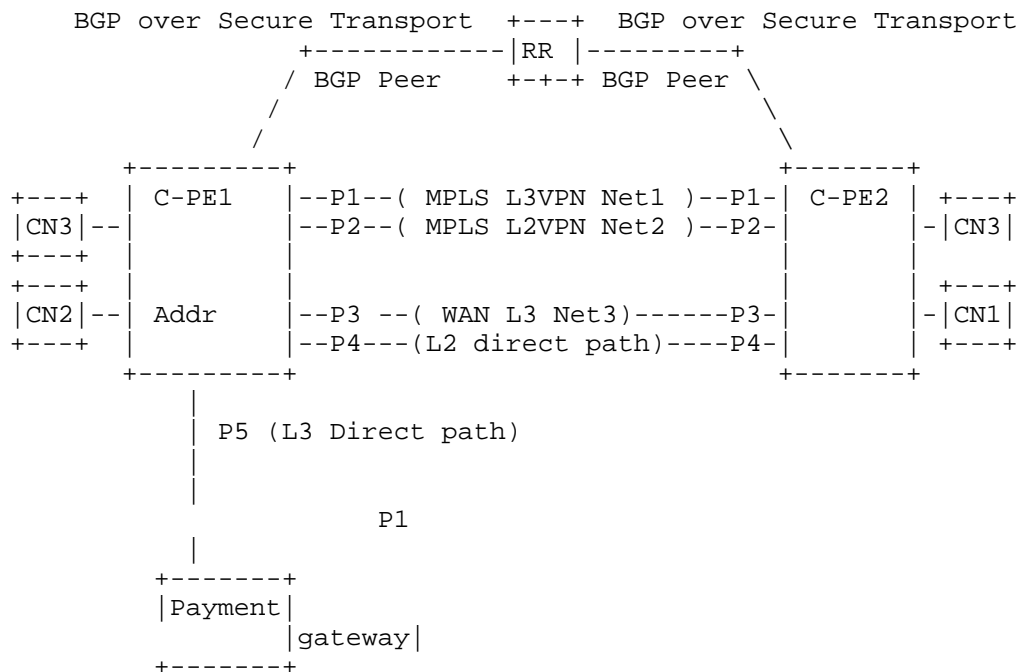 BGP over Secure Transport +---+ BGP over Secure Transport
+------------|RR |---------+
/ BGP Peer +-+-+ BGP Peer \
/ \
/ \
+---------+ +-------+
+---+ | C-PE1 |--P1--( MPLS L3VPN Net1 )--P1-| C-PE2 | +---+
|CN3|--| |--P2--( MPLS L2VPN Net2 )--P2-| |-|CN3|
+---+ | | | |
+---+ | | | | +---+
|CN2|--| Addr |--P3 --( WAN L3 Net3)------P3-| |-|CN1|
+---+ | |--P4---(L2 direct path)----P4-| | +---+
+---------+ +-------+
|
| P5 (L3 Direct path)
|
|
P1
|
+-------+
|Payment|
|gateway|
+-------+